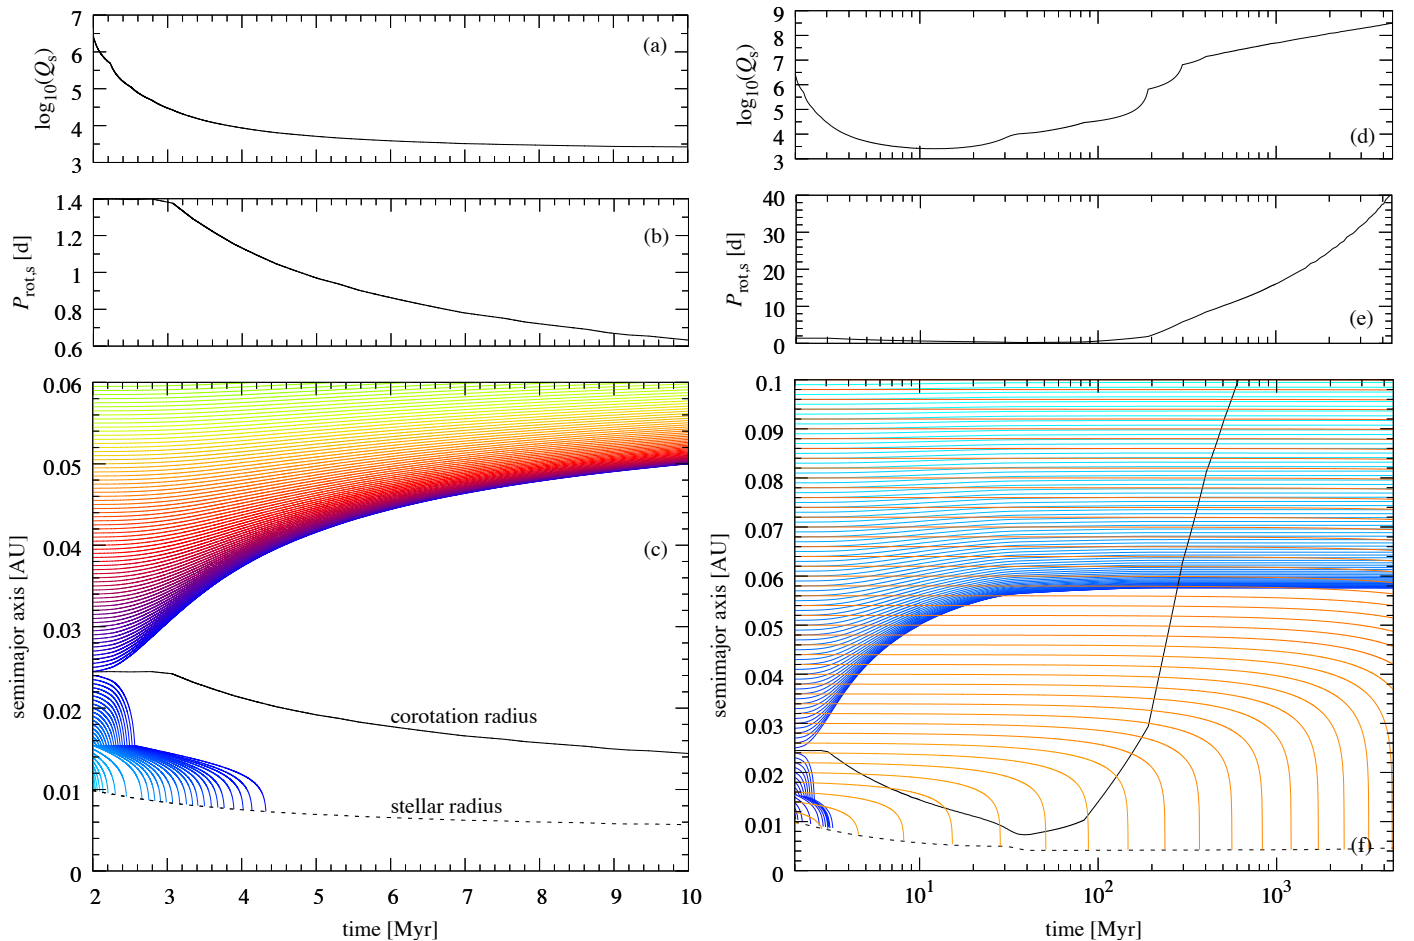 7
6
5
4
3
log10(Qs)
(a)
1.4
1.2
1
0.8
0.6
Prot,s [d]
(b)
0.06
0.05
0.04
0.03
0.02
0.01
0
semimajor axis [AU]
(c)
corotation radius
stellar radius
2 3 4 5 6 7 8 9 10
time [Myr]
9
8
7
6
5
4
3
log10(Qs)
(d)
40
30
20
10
0
Prot,s [d]
(e)
0.1
0.09
0.08
0.07
0.06
0.05
0.04
0.03
0.02
0.01
0
semimajor axis [AU]
(f)
10^1 10^2 10^3
time [Myr]